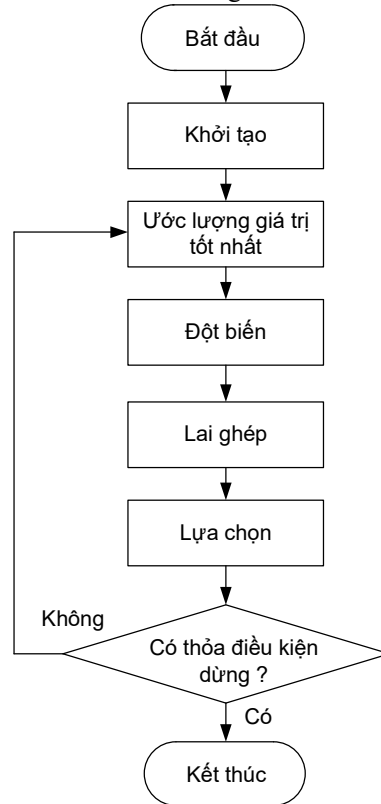 Bắt đầu
Khởi tạo
Ước lượng giá trị
tốt nhất
Đột biến
Lai ghép
Lựa chọn
Không
Có thỏa điều kiện
dừng ?
Có
Kết thúc